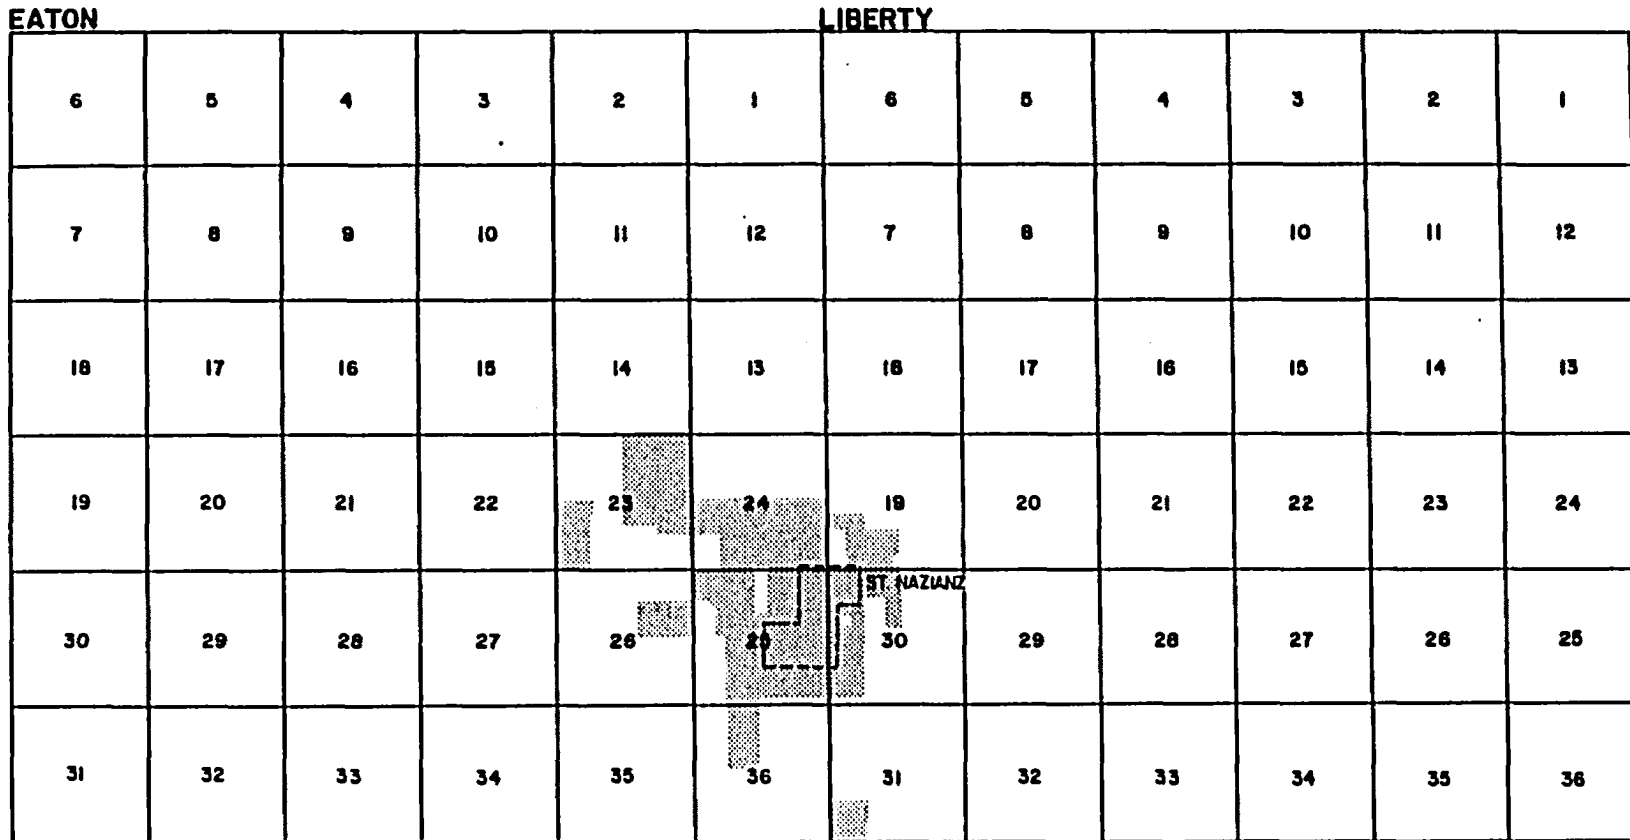 EATON LIBERTY
6 5 4 3 2 1 6 5 4 3 2 1
7 8 9 10 11 12 7 8 9 10 11 12
18 17 16 15 14 13 18 17 16 15 14 13
19 20 21 22 23 24 19 20 21 22 23 24
ST. NAZIANZ
30 29 28 27 26 25 30 29 28 27 26 25
31 32 33 34 35 36 31 32 33 34 35 36